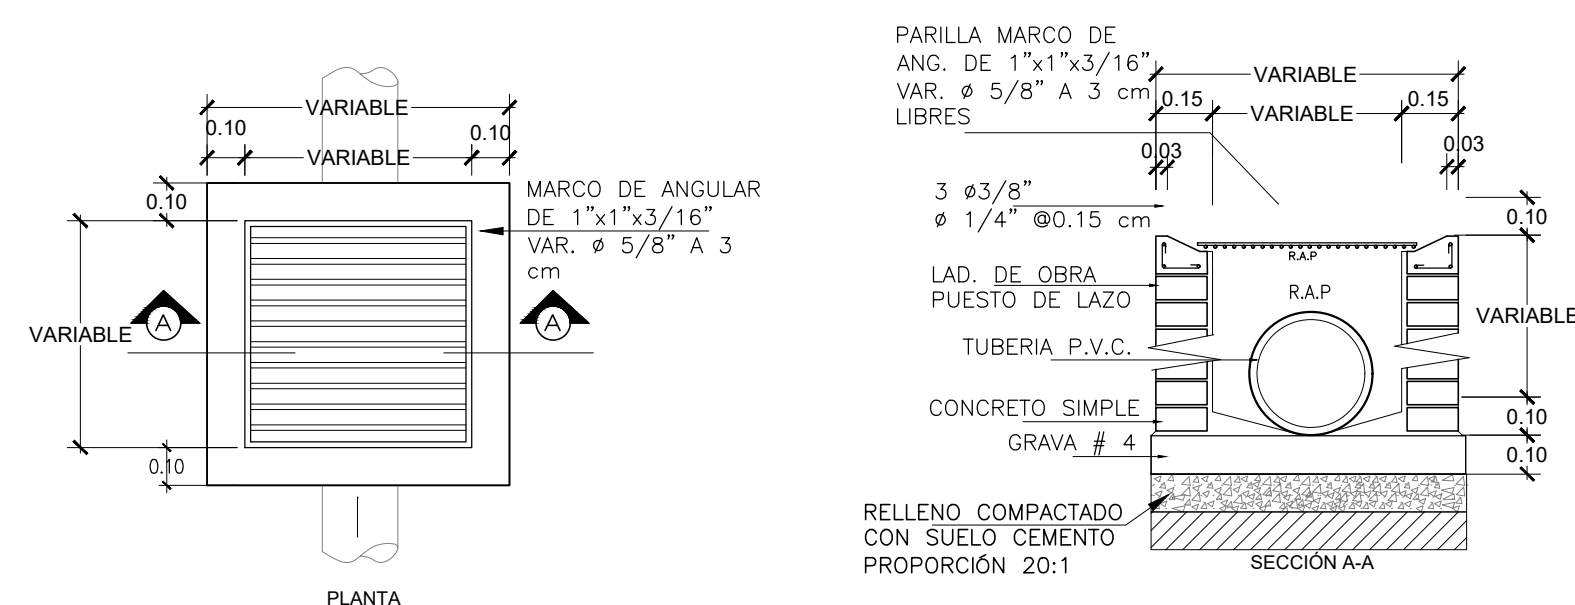 VARIABLE
0.10
0.10
VARIABLE
0.10
MARCO DE ANGULAR
DE 1"x1"x3/16"
VAR. ø 5/8" A 3
cm
A
A
VARIABLE
0.10
PLANTA
PARILLA MARCO DE
ANG. DE 1"x1"x3/16"
VAR. ø 5/8" A 3 cm
LIBRES
VARIABLE
0.15
VARIABLE
0.15
0.03
0.03
3 ø3/8"
ø 1/4" @0.15 cm
0.10
R.A.P
LAD. DE OBRA
PUESTO DE LAZO
R.A.P
VARIABLE
TUBERIA P.V.C.
CONCRETO SIMPLE
0.10
GRAVA # 4
0.10
RELLENO COMPACTADO
CON SUELO CEMENTO
PROPORCIÓN 20:1
SECCIÓN A-A